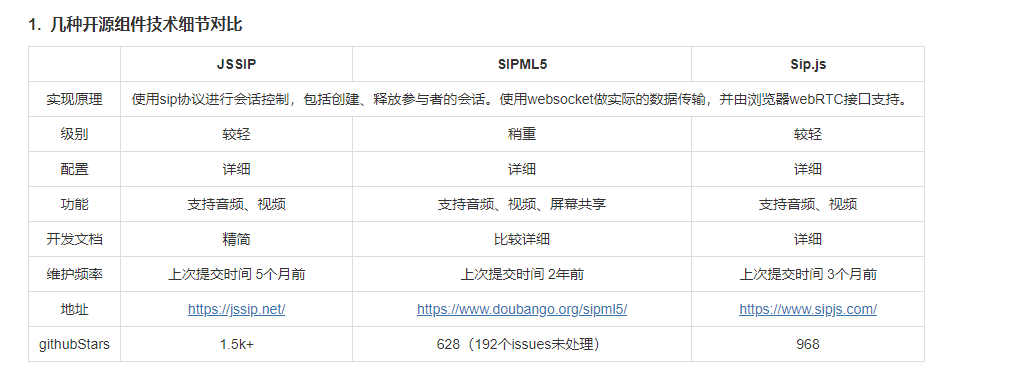 1. 几种开源组件技术细节对比
JSSIP SIPML5 Sip.js
实现原理 使用sip协议进行会话控制，包括创建、释放参与者的会话。使用websocket做实际的数据传输，并由浏览器webRTC接口支持。
级别 较轻 稍重 较轻
配置 详细 详细 详细
功能 支持音频、视频 支持音频、视频、屏幕共享 支持音频、视频
开发文档 精简 比较详细 详细
维护频率 上次提交时间 5个月前 上次提交时间 2年前 上次提交时间 3个月前
地址 https://jssip.net/ https://www.doubango.org/sipml5/ https://www.sipjs.com/
githubStars 1.5k+ 628（192个issues未处理） 968